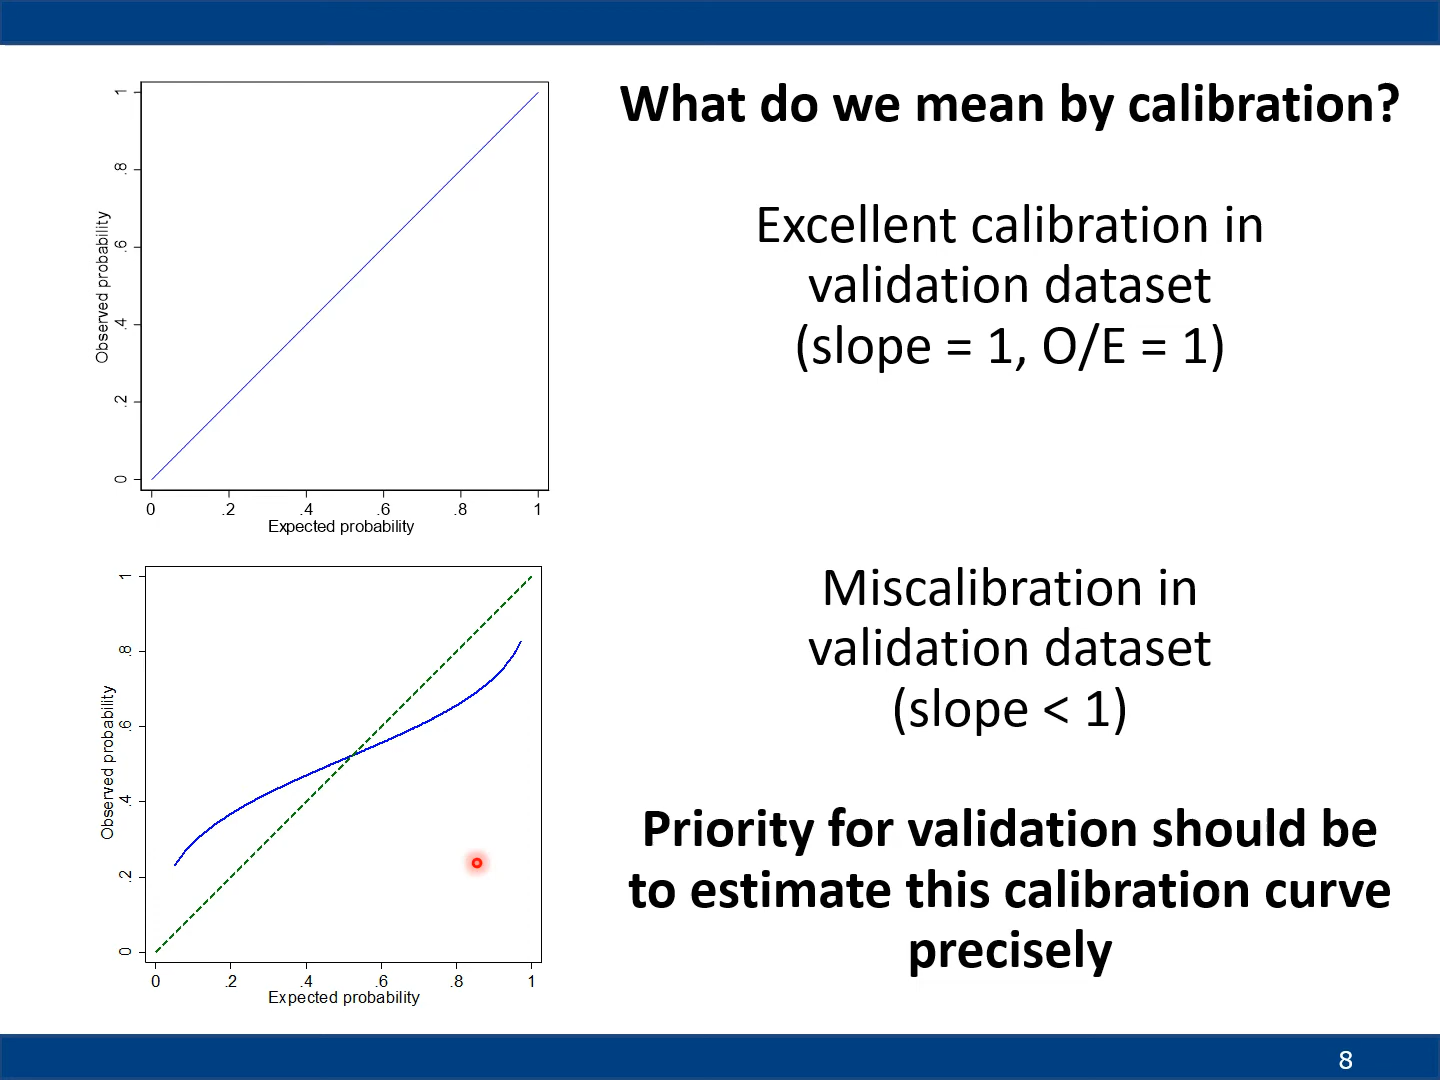 What do we mean by calibration?
Excellent calibration in
validation dataset
(slope = 1, O/E = 1)
Observed probability
1
.8
.6
.4
.2
0
0 .2 .4 .6 .8 1
Expected probability
Miscalibration in
validation dataset
(slope < 1)
Priority for validation should be
to estimate this calibration curve
precisely
Observed probability
1
.8
.6
.4
.2
0
0 .2 .4 .6 .8 1
Expected probability
8